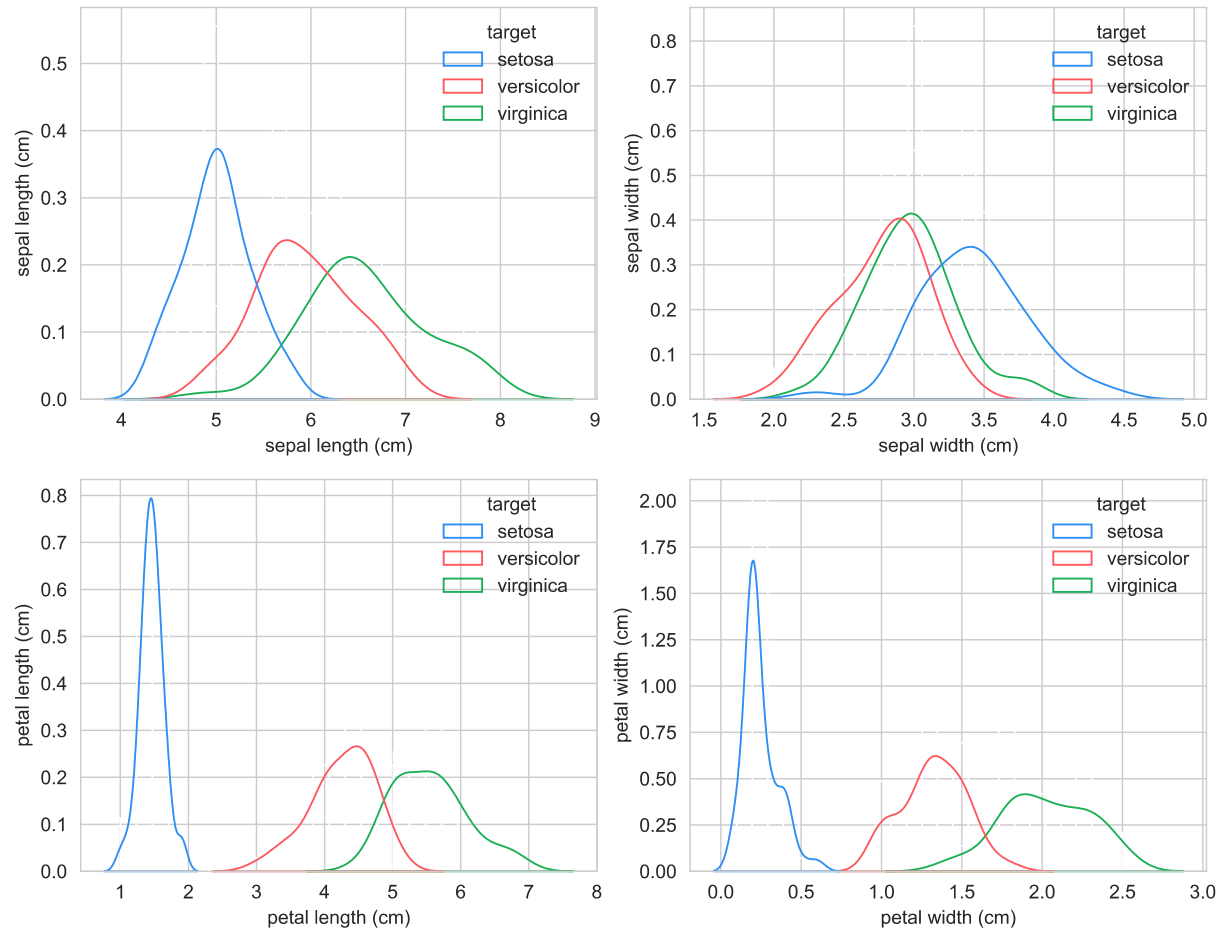 target
setosa
versicolor
virginica
0.5
0.4
0.3
0.2
0.1
0.0
sepal length (cm)
4 5 6 7 8 9
sepal length (cm)
target
setosa
versicolor
virginica
0.8
0.7
0.6
0.5
0.4
0.3
0.2
0.1
0.0
sepal width (cm)
1.5 2.0 2.5 3.0 3.5 4.0 4.5 5.0
sepal width (cm)
target
setosa
versicolor
virginica
0.8
0.7
0.6
0.5
0.4
0.3
0.2
0.1
0.0
petal length (cm)
1 2 3 4 5 6 7 8
petal length (cm)
target
setosa
versicolor
virginica
2.00
1.75
1.50
1.25
1.00
0.75
0.50
0.25
0.00
petal width (cm)
0.0 0.5 1.0 1.5 2.0 2.5 3.0
petal width (cm)